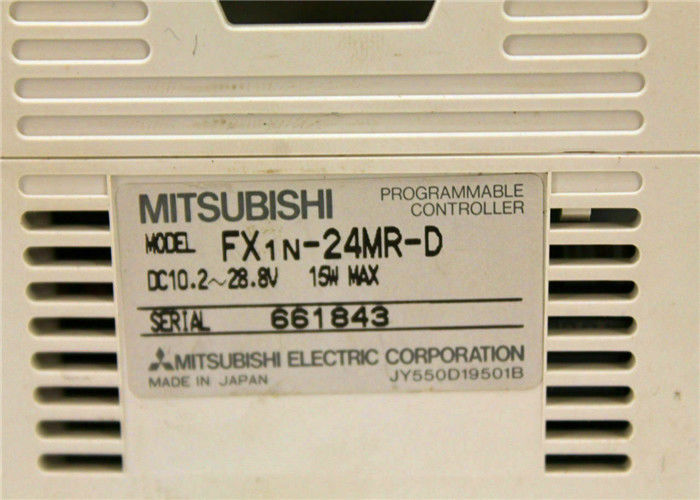 MITSUBISHI
PROGRAMMABLE
CONTROLLER
MODEL FX1N-24MR-D
DC10.2~28.8V 15W MAX
SERIAL 661843
MITSUBISHI ELECTRIC CORPORATION
MADE IN JAPAN JY550D19501B